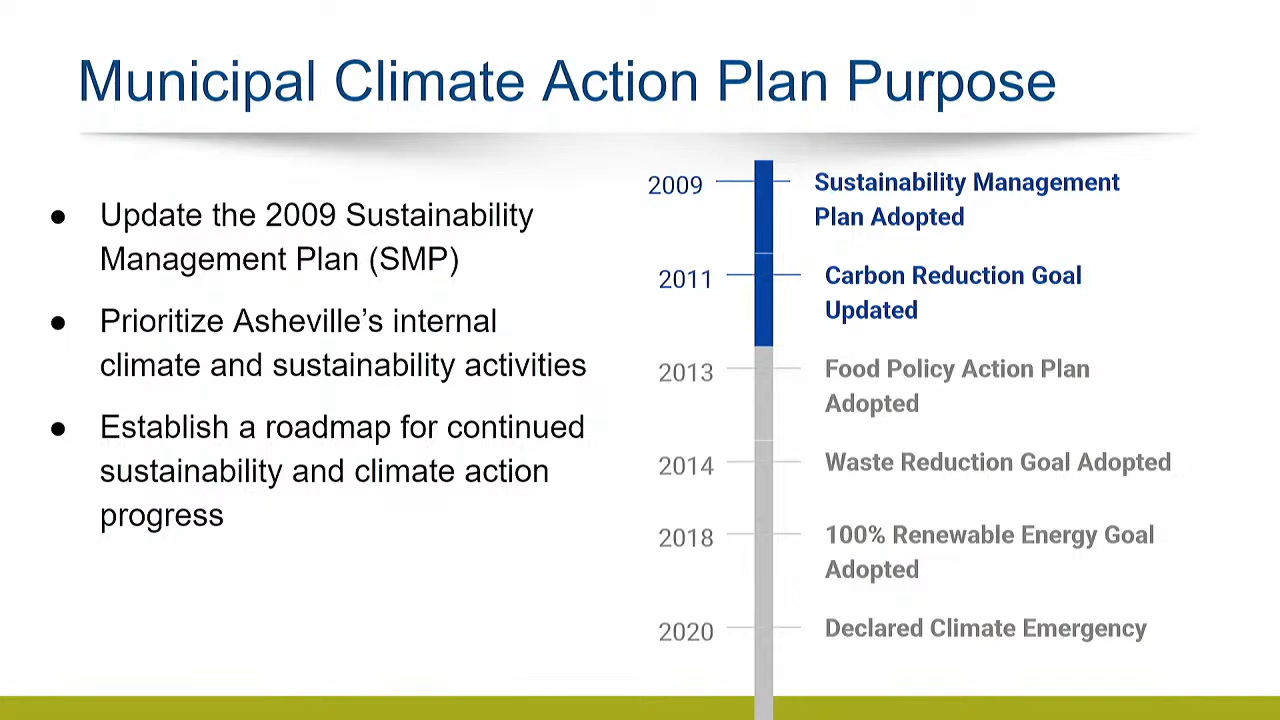 Municipal Climate Action Plan Purpose
● Update the 2009 Sustainability
Management Plan (SMP)
● Prioritize Asheville’s internal
climate and sustainability activities
● Establish a roadmap for continued
sustainability and climate action
progress
2009 Sustainability Management
Plan Adopted
2011 Carbon Reduction Goal
Updated
2013 Food Policy Action Plan
Adopted
2014 Waste Reduction Goal Adopted
2018 100% Renewable Energy Goal
Adopted
2020 Declared Climate Emergency